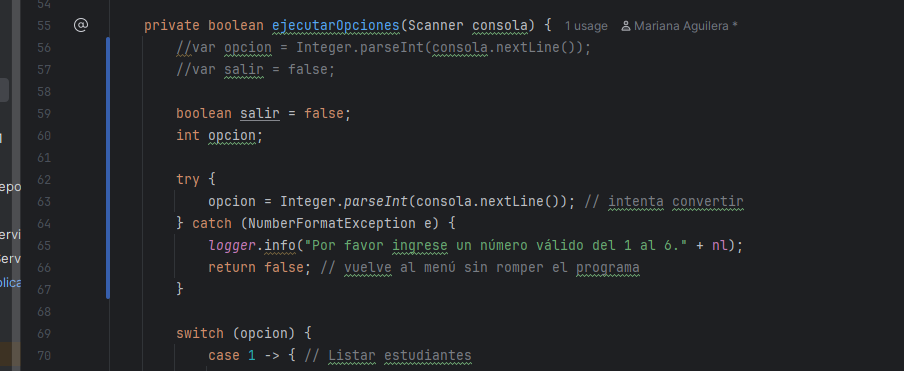 54
55 @ private boolean ejecutarOpciones(Scanner consola) { 1 usage Mariana Aguilera *
56 //var opcion = Integer.parseInt(consola.nextLine());
57 //var salir = false;
58
59 boolean salir = false;
60 int opcion;
61
62 try {
63 opcion = Integer.parseInt(consola.nextLine()); // intenta convertir
64 } catch (NumberFormatException e) {
65 logger.info("Por favor ingrese un número válido del 1 al 6." + nl);
epo
66 return false; // vuelve al menú sin romper el programa
67 }
servi
68
Serv
69 switch (opcion) {
plica
70 case 1 -> { // Listar estudiantes